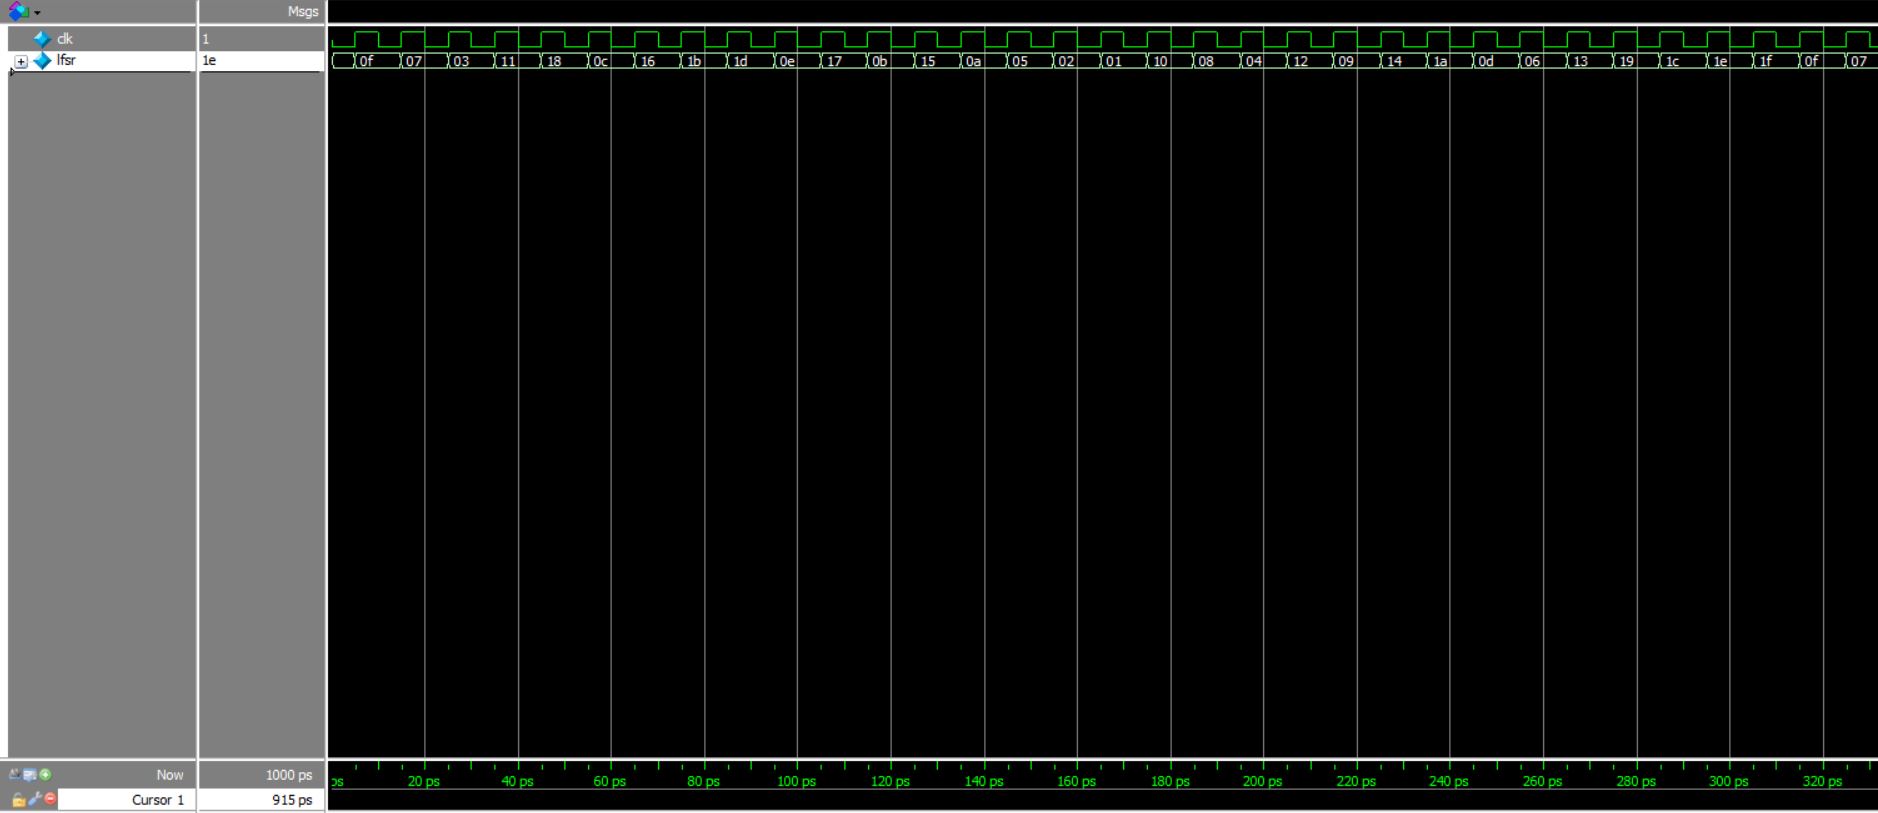 Msgs
clk 1
lfsr 1e 0f 07 03 11 18 0c 16 1b 1d 0e 17 0b 15 0a 05 02 01 10 08 04 12 09 14 1a 0d 06 13 19 1c 1e 1f 0f 07
Now 1000 ps ps 20 ps 40 ps 60 ps 80 ps 100 ps 120 ps 140 ps 160 ps 180 ps 200 ps 220 ps 240 ps 260 ps 280 ps 300 ps 320 ps
Cursor 1 915 ps